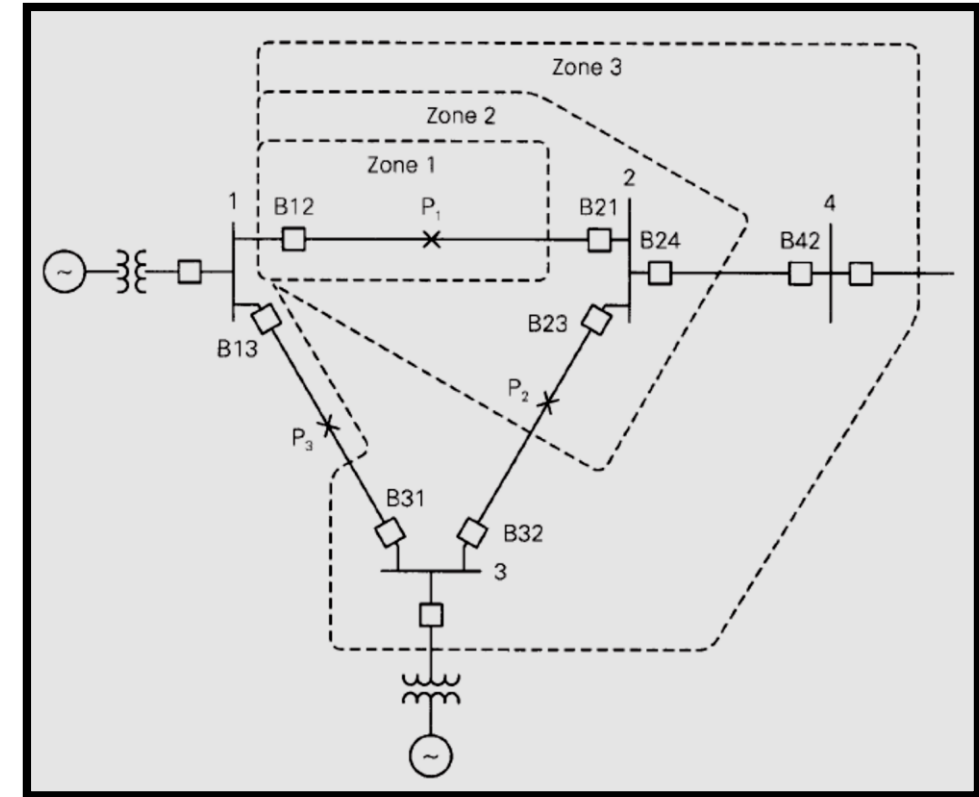 Zone 3
Zone 2
Zone 1
1
B12
P₁
B21
2
B24
B42
4
~
B13
B23
P₂
P₃
B31
B32
3
~